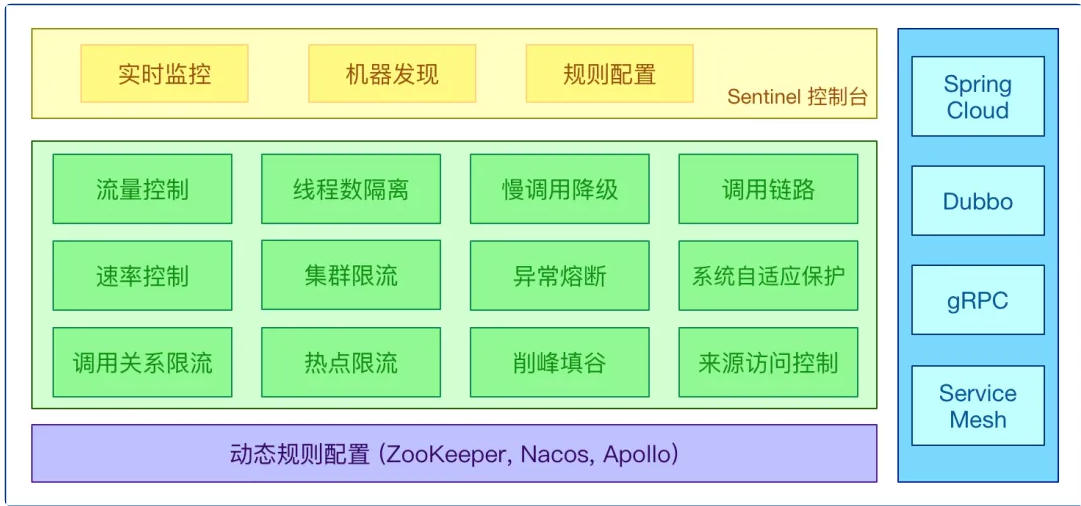 实时监控
机器发现
规则配置
Sentinel 控制台
流量控制
线程数隔离
慢调用降级
调用链路
速率控制
集群限流
异常熔断
系统自适应保护
调用关系限流
热点限流
削峰填谷
来源访问控制
动态规则配置 (ZooKeeper, Nacos, Apollo)
Spring
Cloud
Dubbo
gRPC
Service
Mesh